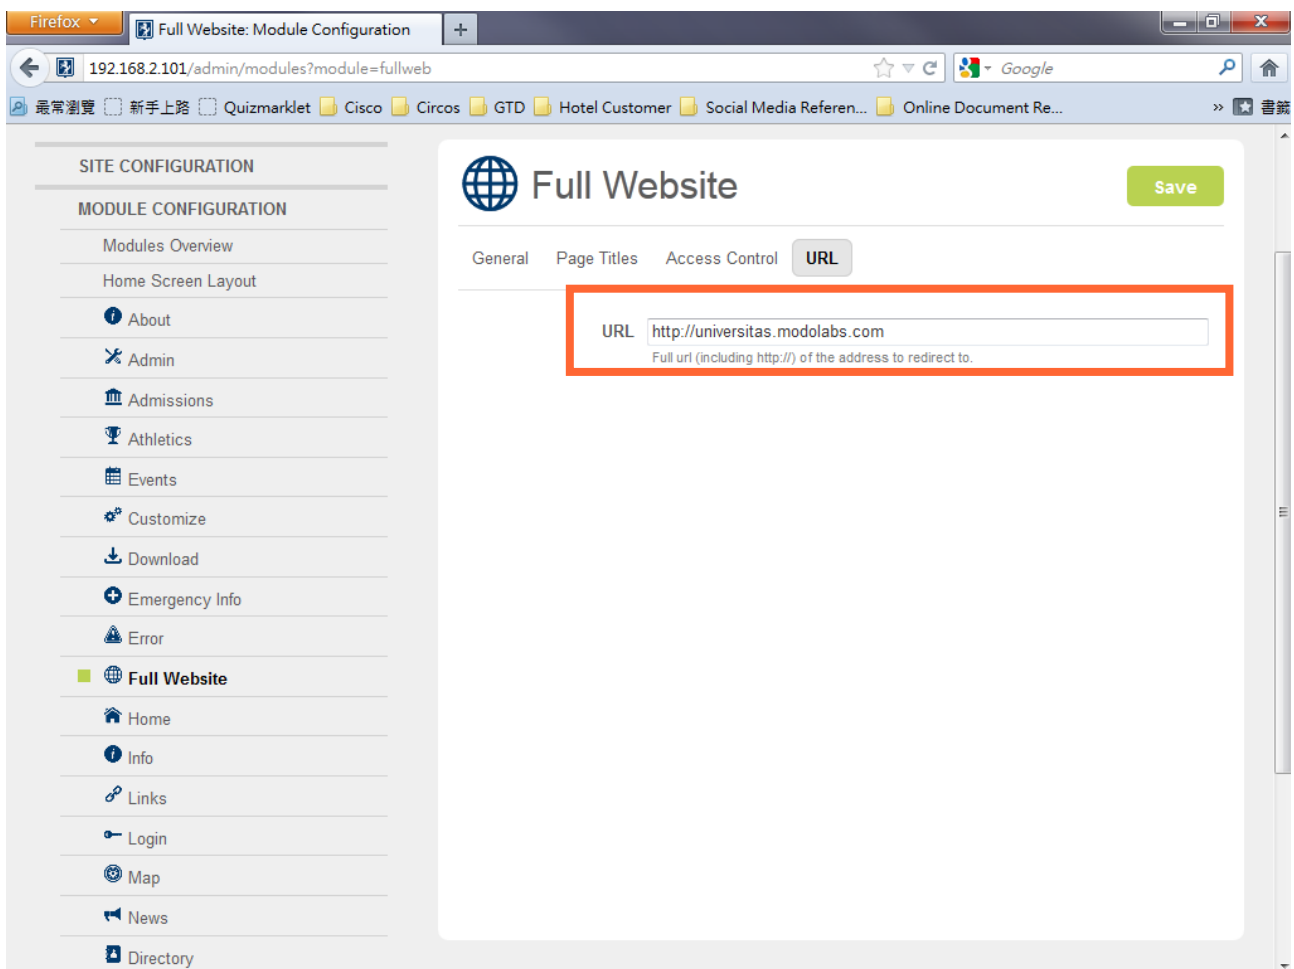 Firefox
Full Website: Module Configuration
+
192.168.2.101/admin/modules?module=fullweb
Google
最常瀏覽 新手上路 Quizmarklet Cisco Circos GTD Hotel Customer Social Media Referen... Online Document Re... » 書籤
SITE CONFIGURATION
MODULE CONFIGURATION
Modules Overview
Home Screen Layout
About
Admin
Admissions
Athletics
Events
Customize
Download
Emergency Info
Error
Full Website
Home
Info
Links
Login
Map
News
Directory
Full Website
Save
General Page Titles Access Control URL
URL http://universitas.modolabs.com
Full url (including http://) of the address to redirect to.